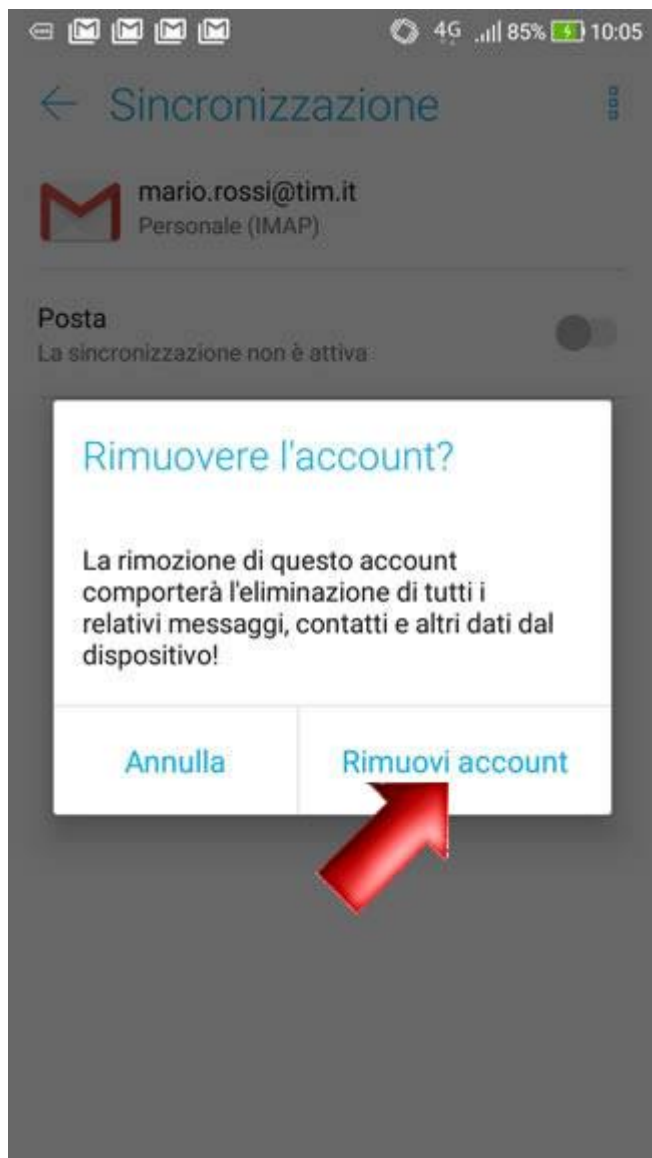 4G 85% 10:05
Sincronizzazione
mario.rossi@tim.it
Personale (IMAP)
Posta
La sincronizzazione non è attiva
Rimuovere l'account?
La rimozione di questo account
comporterà l'eliminazione di tutti i
relativi messaggi, contatti e altri dati dal
dispositivo!
Annulla Rimuovi account